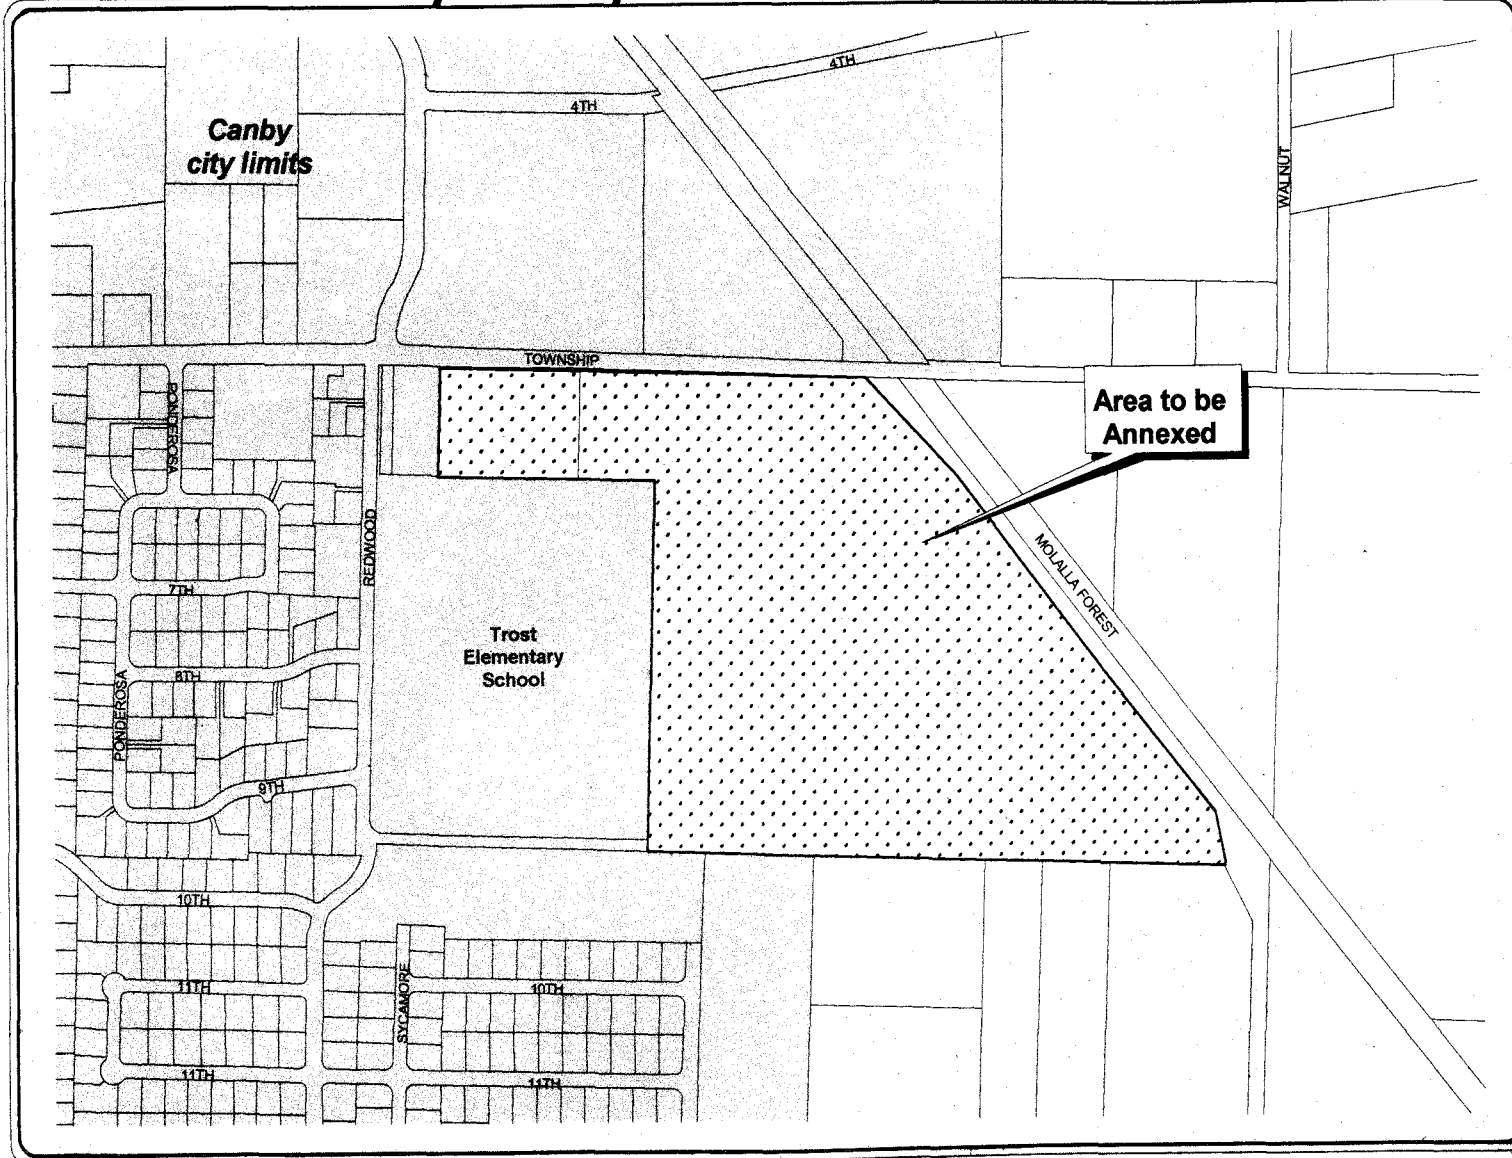 4TH
4TH
Canby
city limits
WALNUT
TOWNSHIP
PONDEROSA
Area to be
Annexed
REDWOOD
MOLALLA FOREST
7TH
Trost
Elementary
School
8TH
PONDEROSA
9TH
10TH
11TH
SYCAMORE
10TH
11TH
11TH